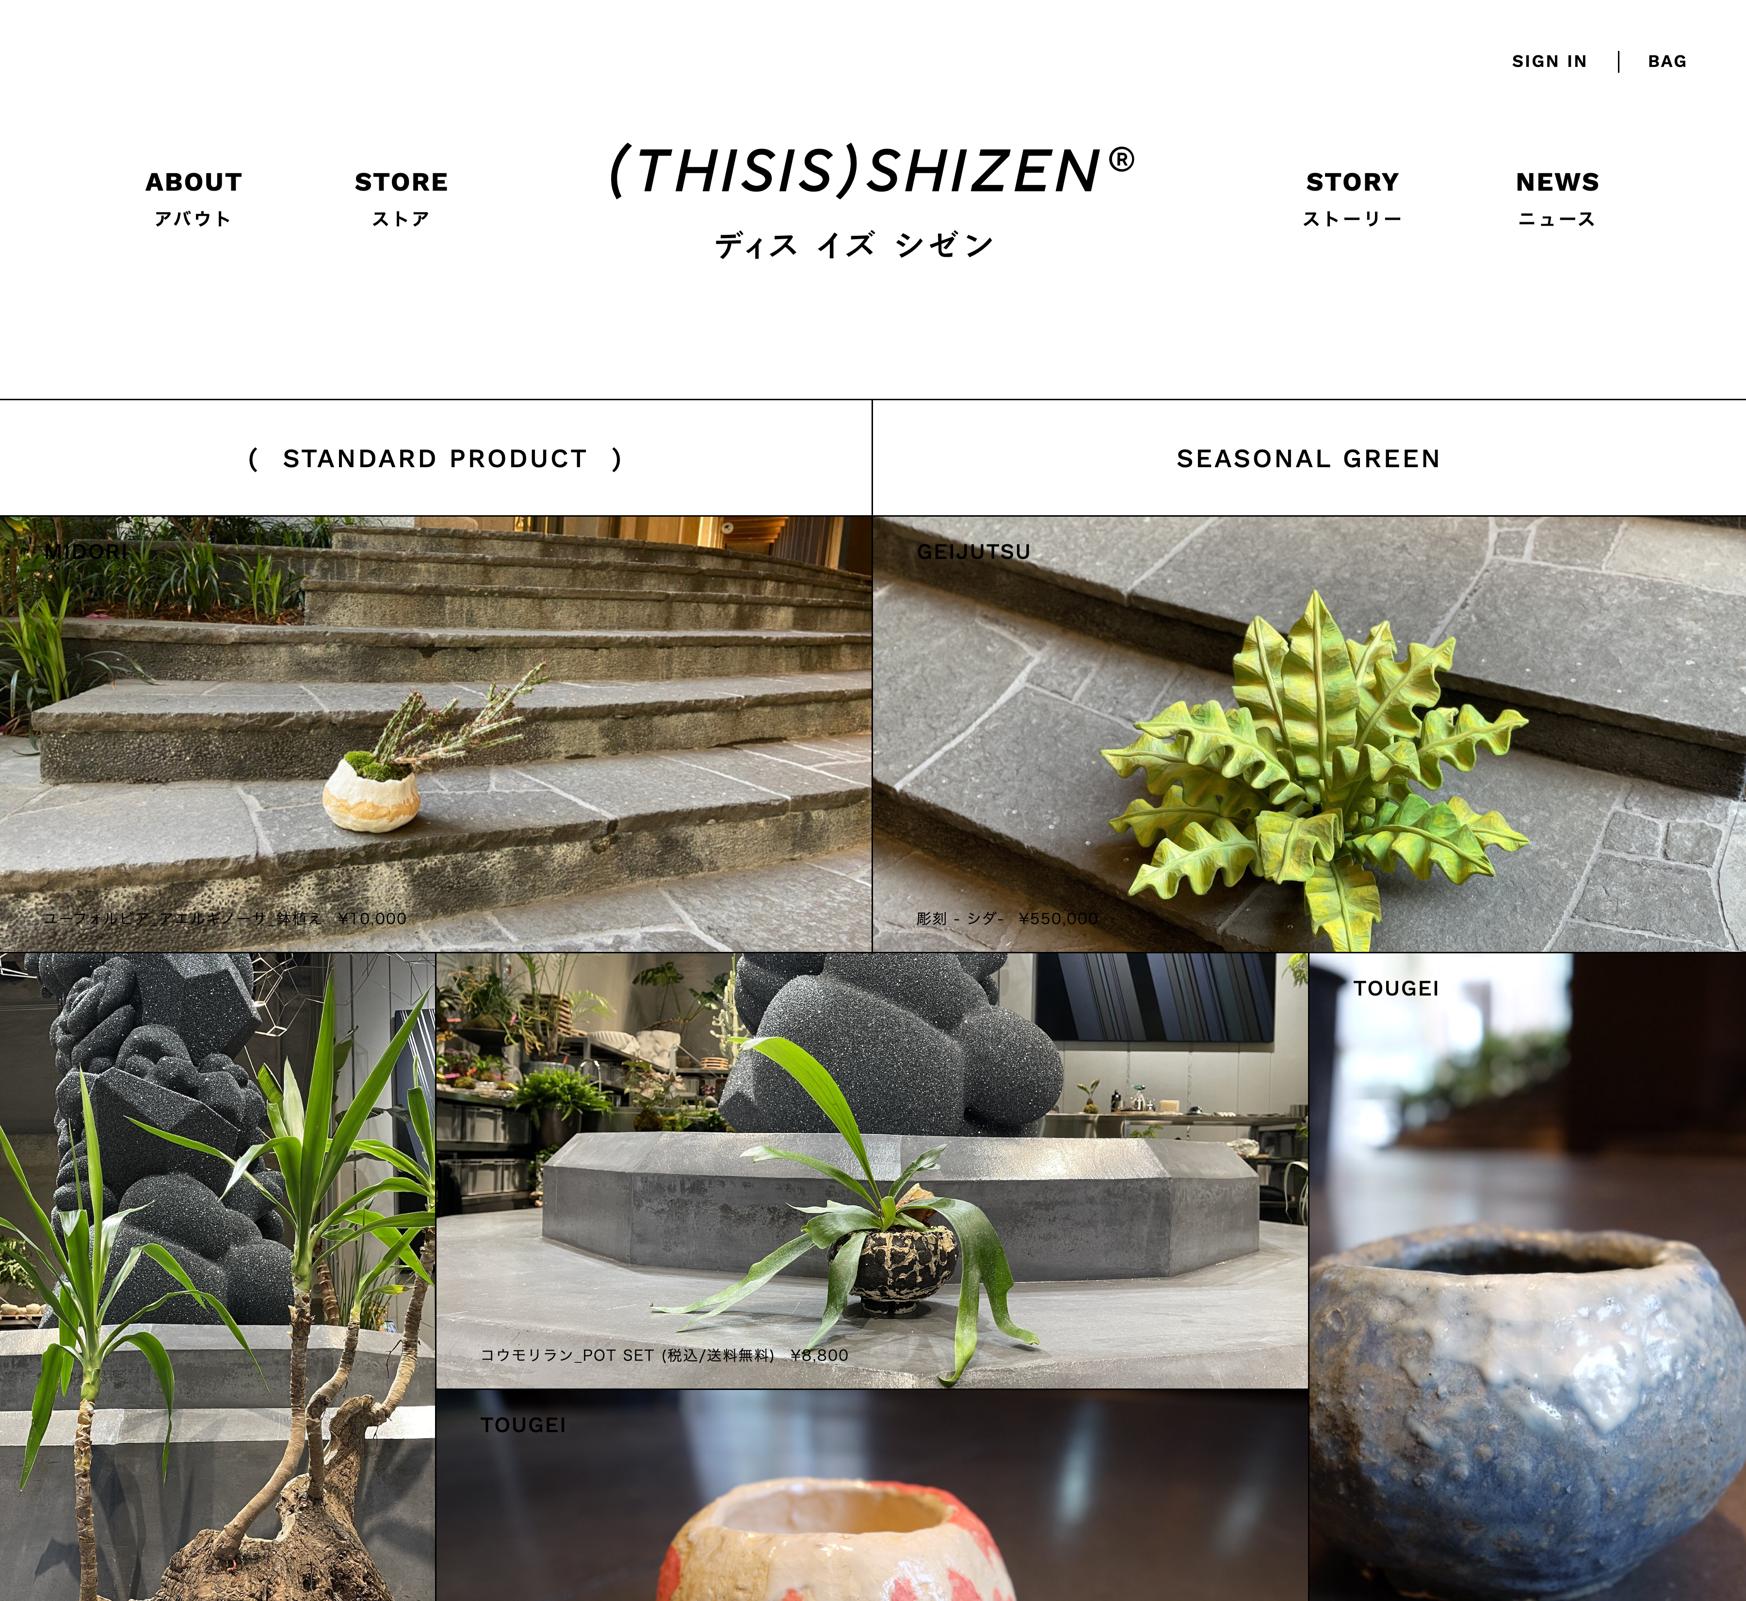 SIGN IN | BAG
ABOUT
アバウト
STORE
ストア
(THISIS)SHIZEN®
ディス イズ シゼン
STORY
ストーリー
NEWS
ニュース
( STANDARD PRODUCT )
SEASONAL GREEN
MIDORI
ユーフォルビア_アエルギノーサ_鉢植え ¥10,000
GEIJUTSU
彫刻 - シダ- ¥550,000
コウモリラン_POT SET (税込/送料無料) ¥8,800
TOUGEI
TOUGEI